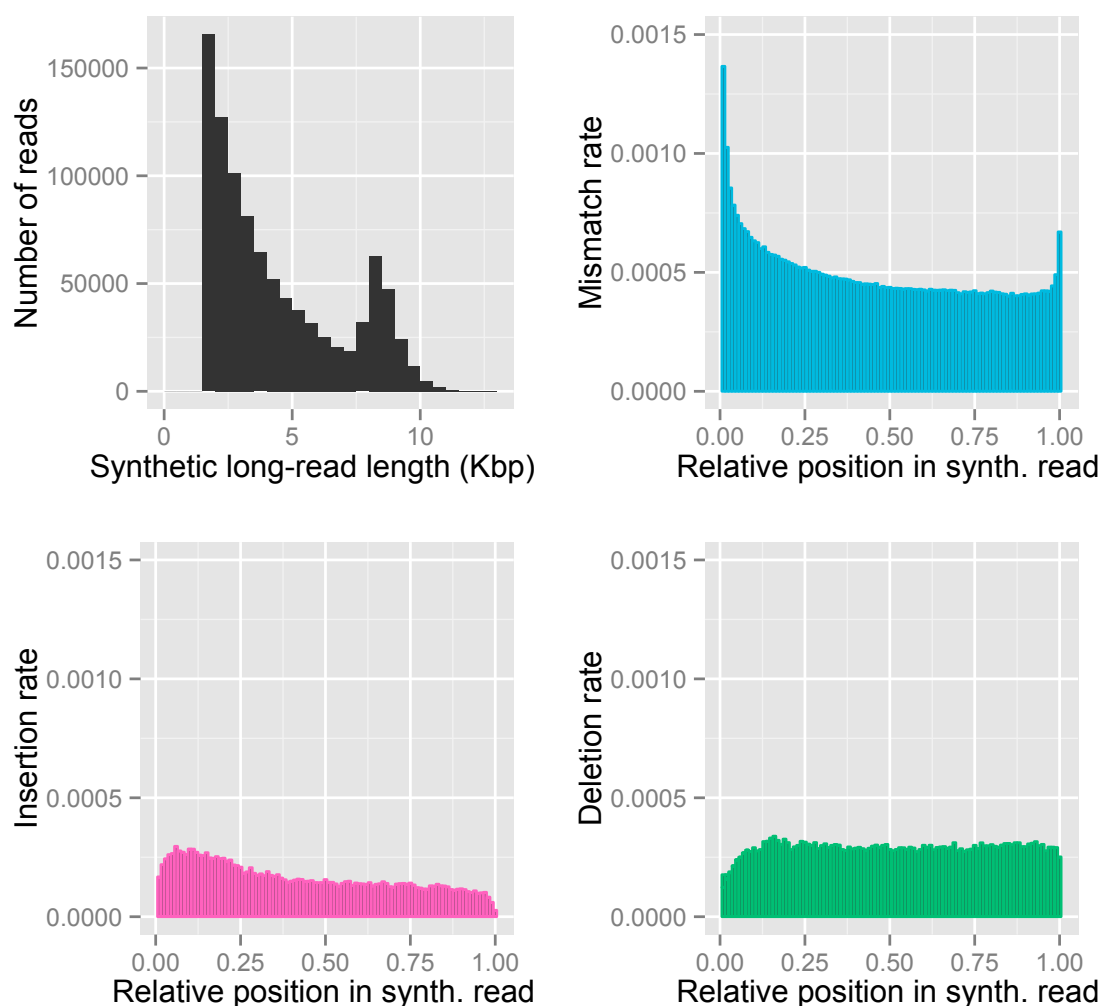 Number of reads
150000
100000
50000
0
0 5 10
Synthetic long-read length (Kbp)
Mismatch rate
0.0015
0.0010
0.0005
0.0000
0.00 0.25 0.50 0.75 1.00
Relative position in synth. read
Insertion rate
0.0015
0.0010
0.0005
0.0000
0.00 0.25 0.50 0.75 1.00
Relative position in synth. read
Deletion rate
0.0015
0.0010
0.0005
0.0000
0.00 0.25 0.50 0.75 1.00
Relative position in synth. read